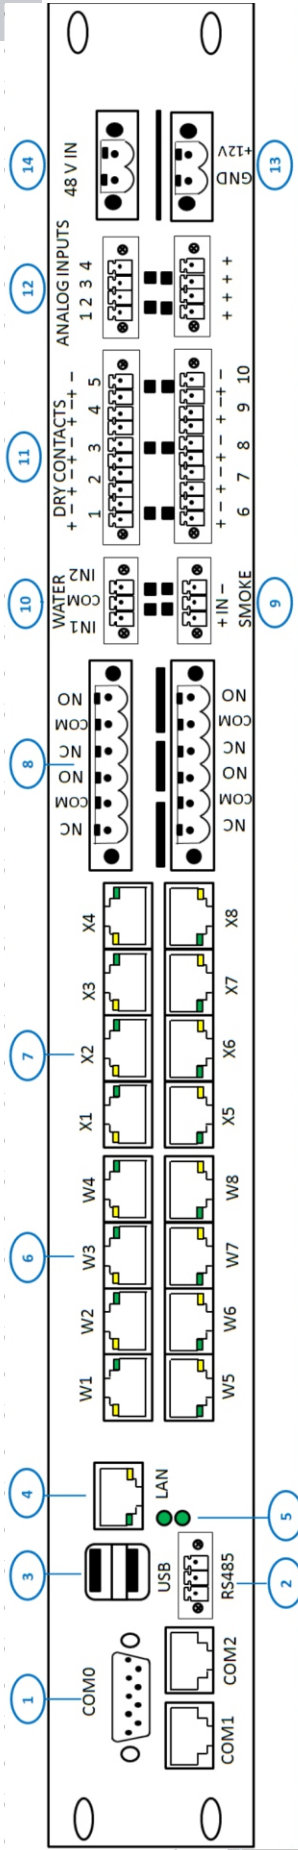 1 3 4 6 7 8 10 11 12 14
COM0
W1 W2 W3 W4 X1 X2 X3 X4
NC COM NO NC COM NO
WATER
IN1 COM IN2
DRY CONTACTS
+ -+ -+ -+ -+ -
1 2 3 4 5
ANALOG INPUTS
1 2 3 4
48 V IN
USB LAN
COM1 COM2 RS485
W5 W6 W7 W8 X5 X6 X7 X8
NC COM NO NC COM NO
+ IN -
SMOKE
+ -+ -+ -+ -+ -
6 7 8 9 10
+ + + +
GND +12V
2 5 9 13